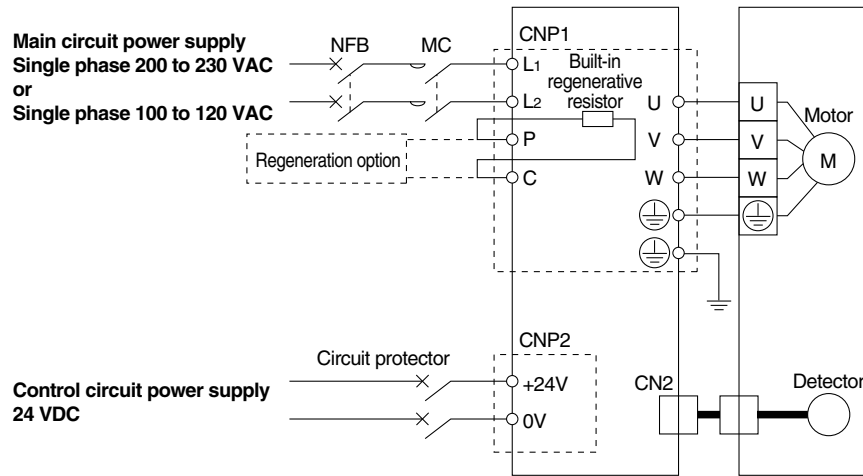 Main circuit power supply
Single phase 200 to 230 VAC
or
Single phase 100 to 120 VAC
NFB
MC
CNP1
L1
L2
P
C
Built-in
regenerative
resistor
Regeneration option
U
V
W
U
V
W
Motor
M
Control circuit power supply
24 VDC
Circuit protector
CNP2
+24V
0V
CN2
Detector